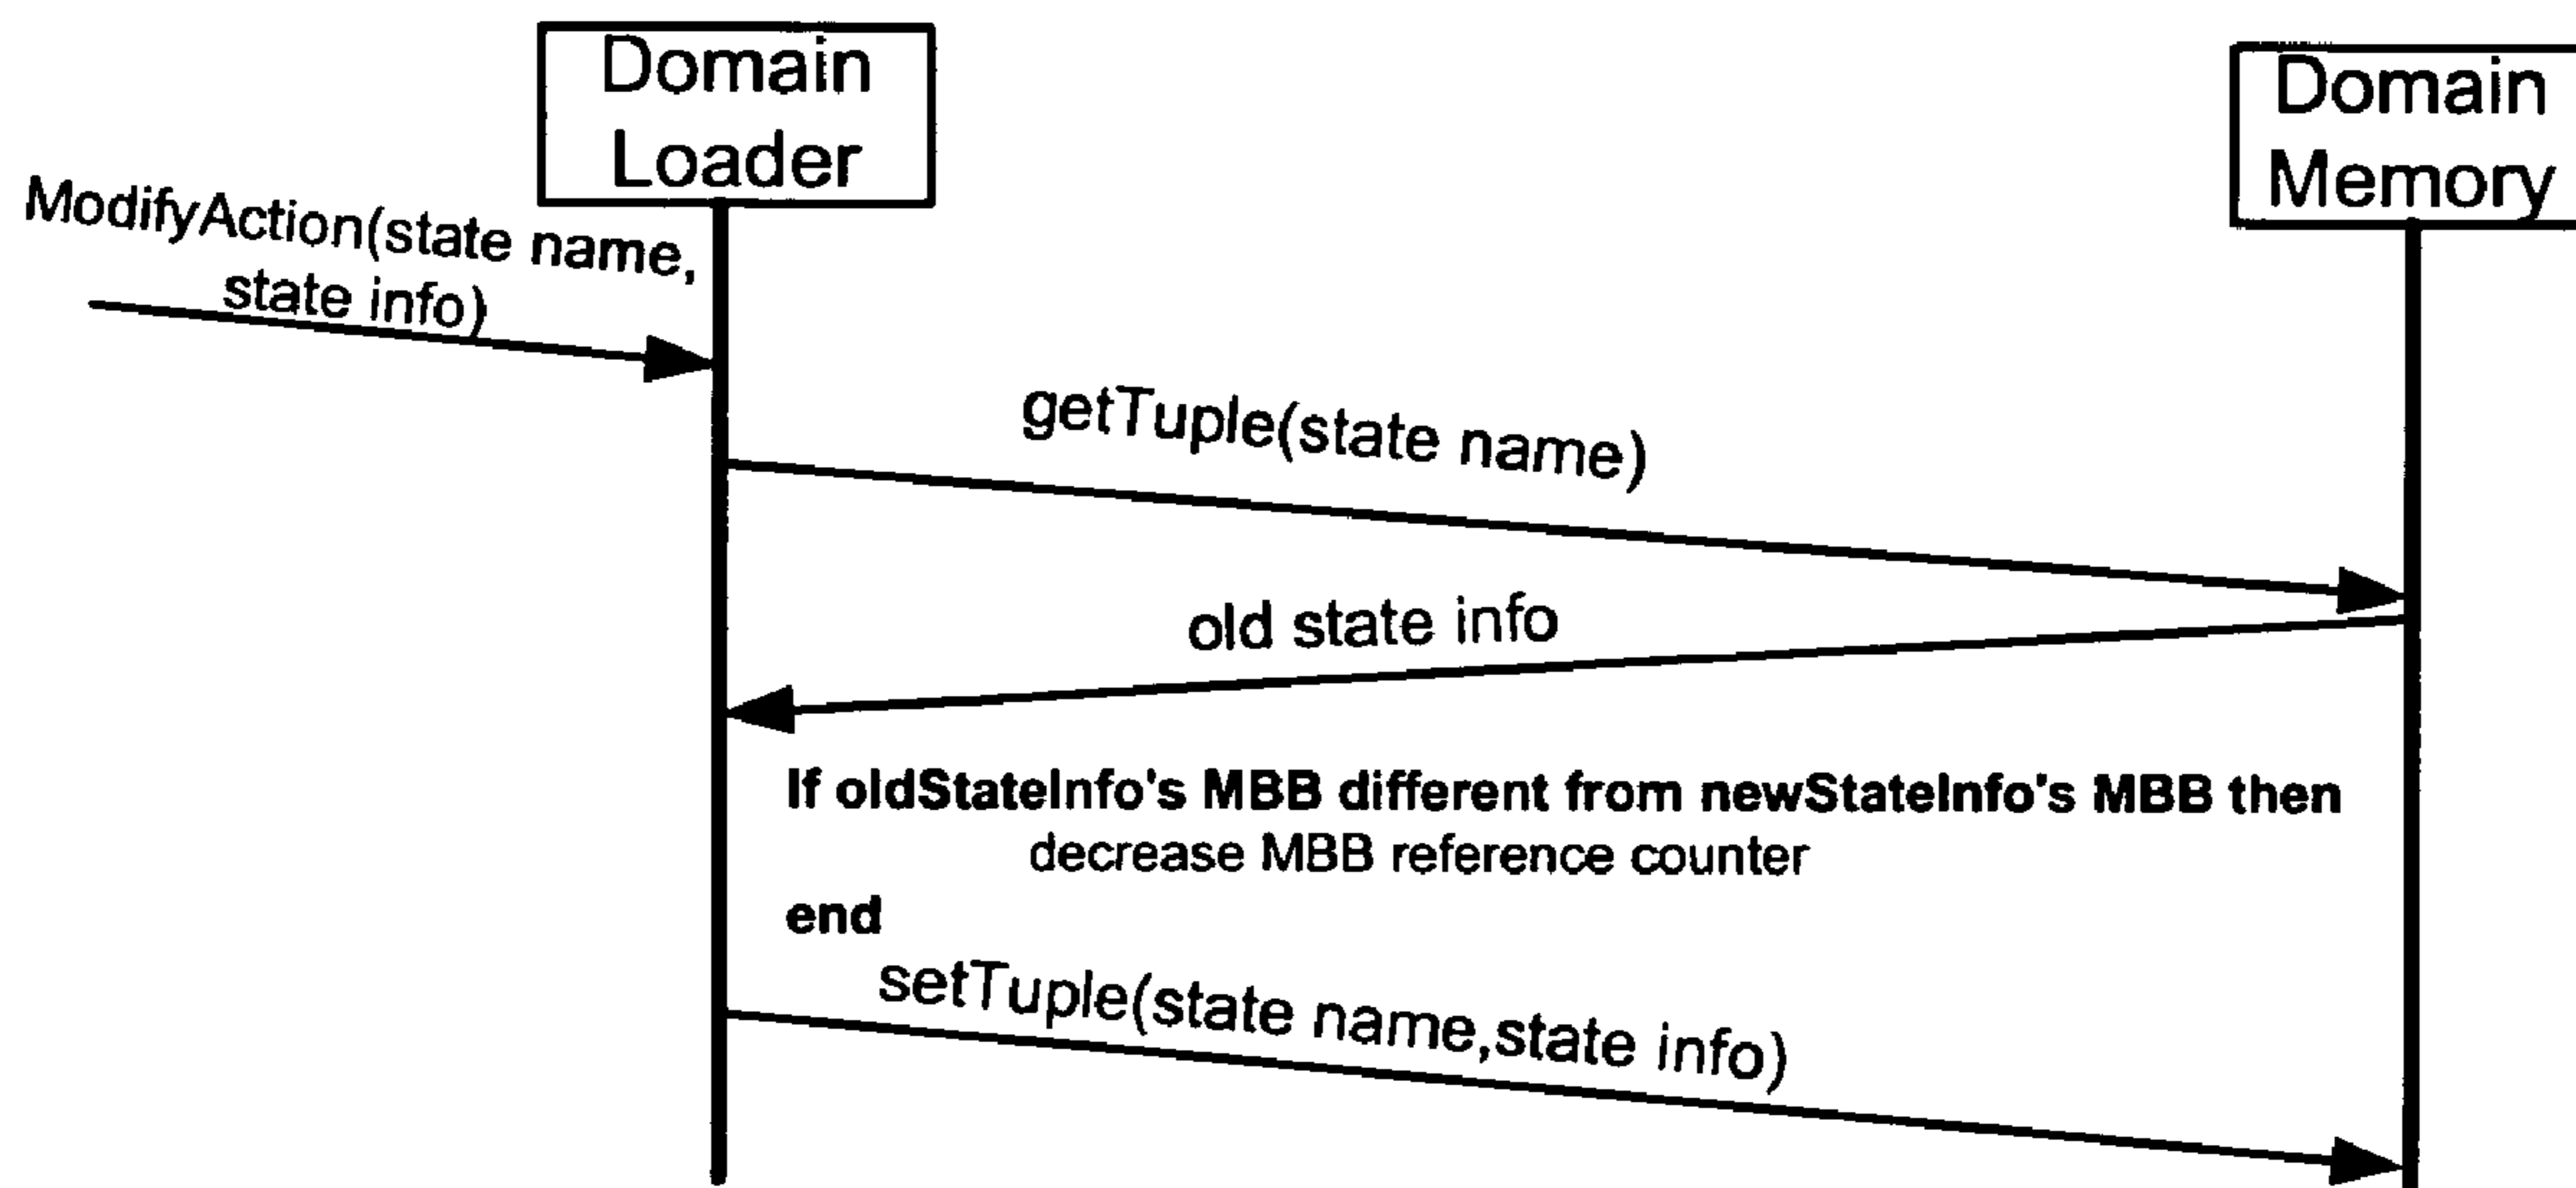 Domain
Loader
Domain
Memory
ModifyAction(state name,
state info)
getTuple(state name)
old state info
If oldStateInfo's MBB different from newStateInfo's MBB then
decrease MBB reference counter
end
setTuple(state name,state info)